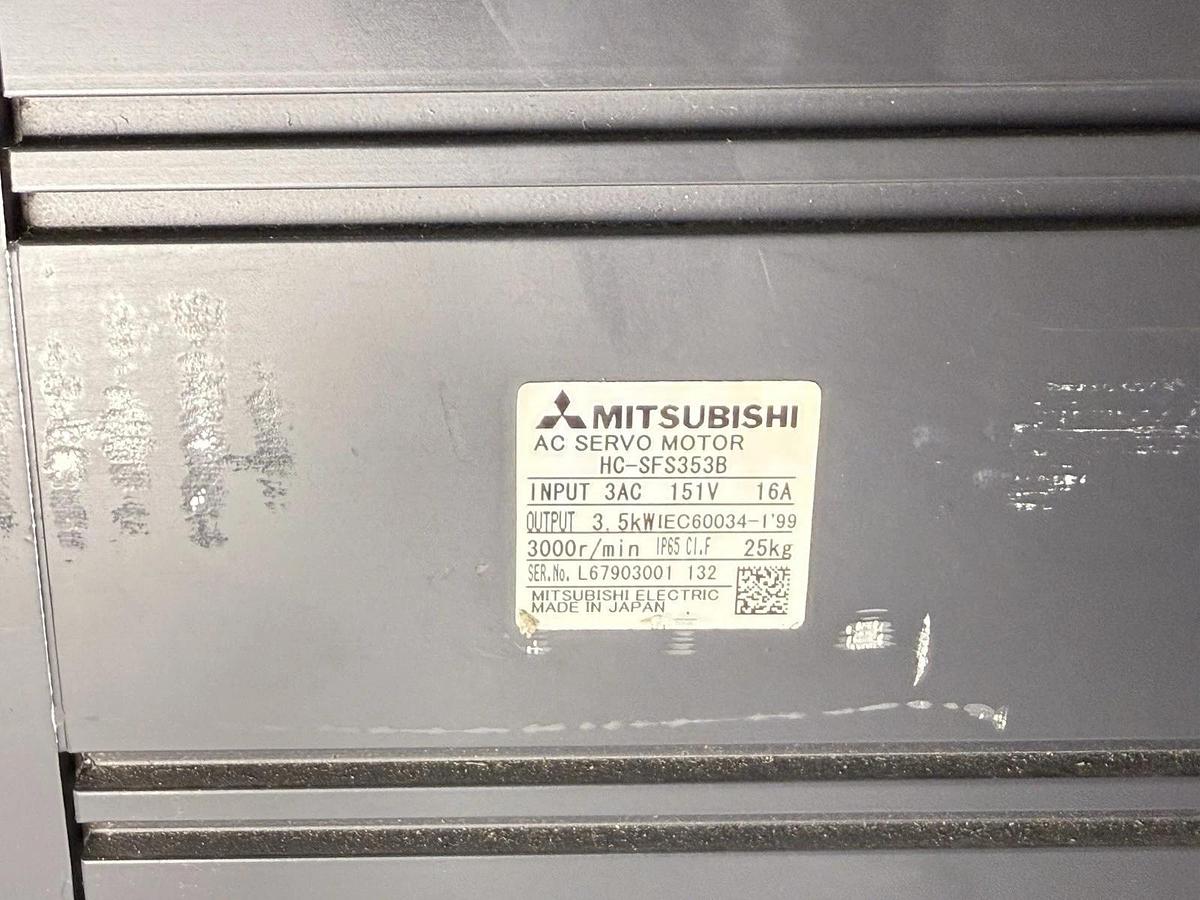 MITSUBISHI
AC SERVO MOTOR
HC-SFS353B
INPUT 3AC 151V 16A
OUTPUT 3.5kW IEC60034-1'99
3000r/min IP65 Cl.F 25kg
SER.No. L67903001 132
MITSUBISHI ELECTRIC
MADE IN JAPAN